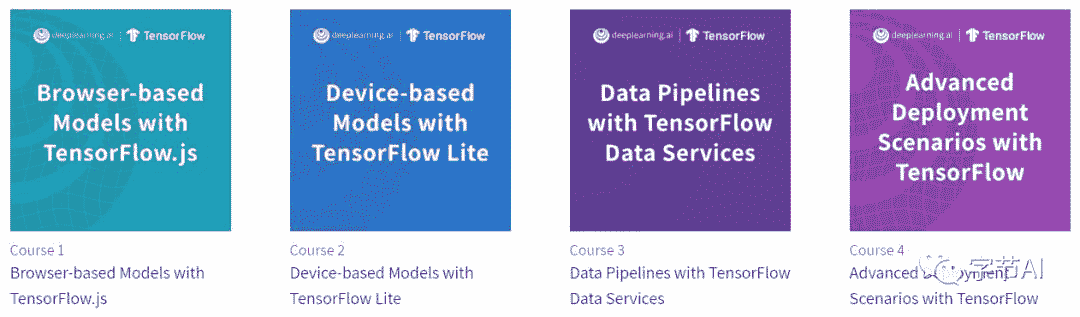 deeplearning.ai | TensorFlow
Browser-based
Models with
TensorFlow.js
Course 1
Browser-based Models with
TensorFlow.js
deeplearning.ai | TensorFlow
Device-based
Models with
TensorFlow Lite
Course 2
Device-based Models with
TensorFlow Lite
deeplearning.ai | TensorFlow
Data Pipelines
with TensorFlow
Data Services
Course 3
Data Pipelines with TensorFlow
Data Services
deeplearning.ai | TensorFlow
Advanced
Deployment
Scenarios with
TensorFlow
Course 4
Advanced Deployment
Scenarios with TensorFlow
字节AI